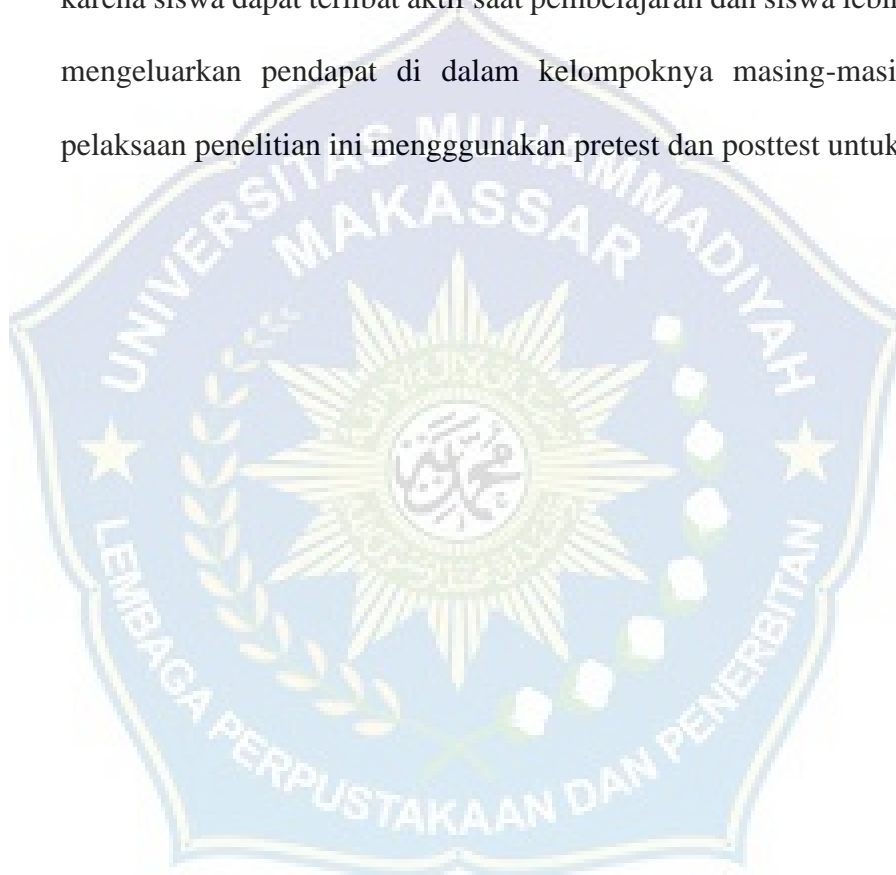 karena siswa dapat terlibat aktif saat pembelajaran dan siswa lebih
mengeluarkan pendapat di dalam kelompoknya masing-masi
pelaksaan penelitian ini mengggunakan pretest dan posttest untuk
UNIVERSITAS MUHAMMADIYAH
MAKASSAR
LEMBAGA PERPUSTAKAAN DAN PENERBITAN